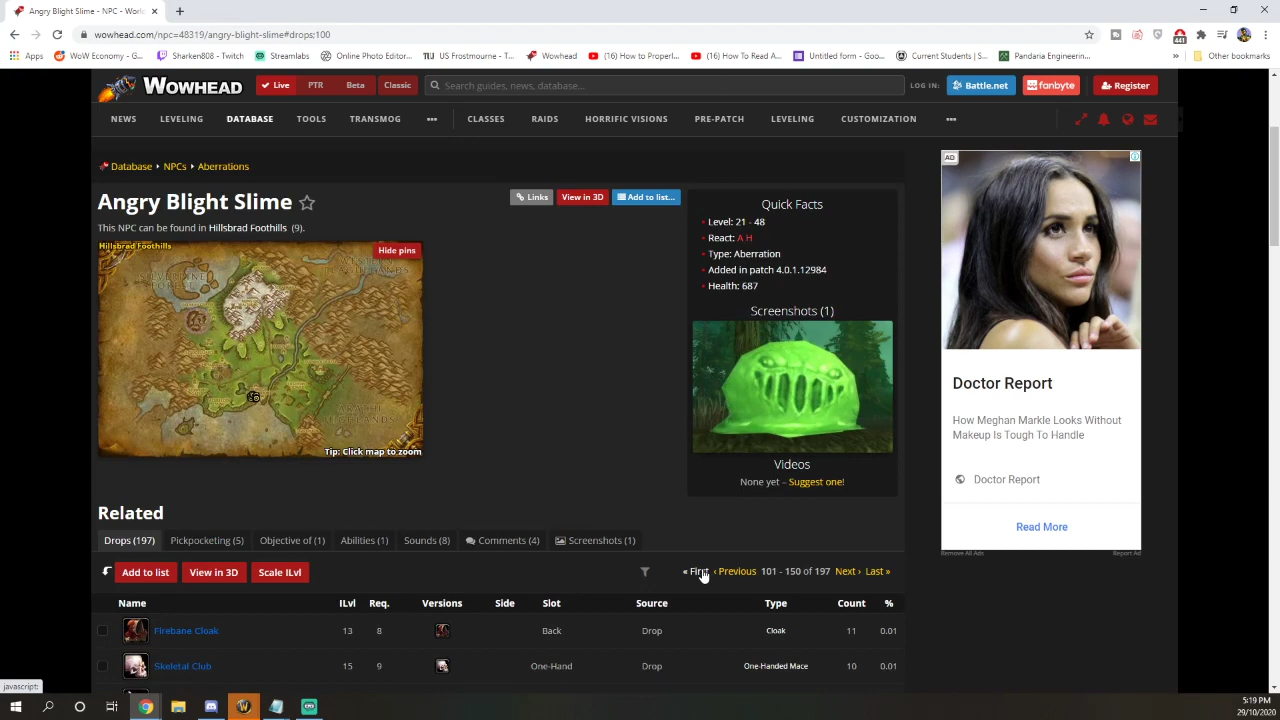 Angry Blight Slime - NPC - Worl
wowhead.com/npc=48319/angry-blight-slime#drops:100
441
Apps
WoW Economy - G...
Sharken808 - Twitch
Streamlabs
Online Photo Editor...
TU US Frostmourne - T...
Wowhead
(16) How to Properl...
(16) How To Read A...
Untitled form - Goo...
Current Students | ...
Pandaria Engineerin...
»
Other bookmarks
WOWHEAD
Live
PTR
Beta
Classic
Search guides, news, database...
LOG IN:
Battle.net
fanbyte
Register
NEWS
LEVELING
DATABASE
TOOLS
TRANSMOG
CLASSES
RAIDS
HORRIFIC VISIONS
PRE-PATCH
LEVELING
CUSTOMIZATION
Database
NPCs
Aberrations
Angry Blight Slime
Links
View in 3D
Add to list...
This NPC can be found in Hillsbrad Foothills (9).
Hillsbrad Foothills
Hide pins
Tip: Click map to zoom
Quick Facts
Level: 21 - 48
React: A H
Type: Aberration
Added in patch 4.0.1.12984
Health: 687
Screenshots (1)
Videos
None yet – Suggest one!
AD
Doctor Report
How Meghan Markle Looks Without
Makeup Is Tough To Handle
Doctor Report
Read More
Remove All Ads
Report Ad
Related
Drops (197)
Pickpocketing (5)
Objective of (1)
Abilities (1)
Sounds (8)
Comments (4)
Screenshots (1)
Add to list
View in 3D
Scale ILvl
« First ‹ Previous 101 - 150 of 197 Next › Last »
Name ILvl Req. Versions Side Slot Source Type Count %
Firebane Cloak 13 8 Back Drop Cloak 11 0.01
Skeletal Club 15 9 One-Hand Drop One-Handed Mace 10 0.01
javascript:
5:19 PM
29/10/2020